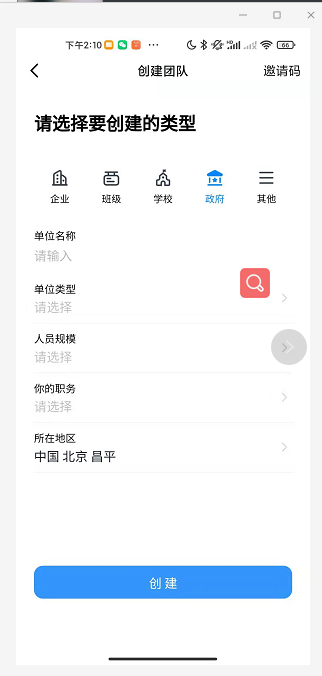 下午2:10 ··· 66
创建团队 邀请码
请选择要创建的类型
企业 班级 学校 政府 其他
单位名称
请输入
单位类型
请选择
人员规模
请选择
你的职务
请选择
所在地区
中国 北京 昌平
创 建